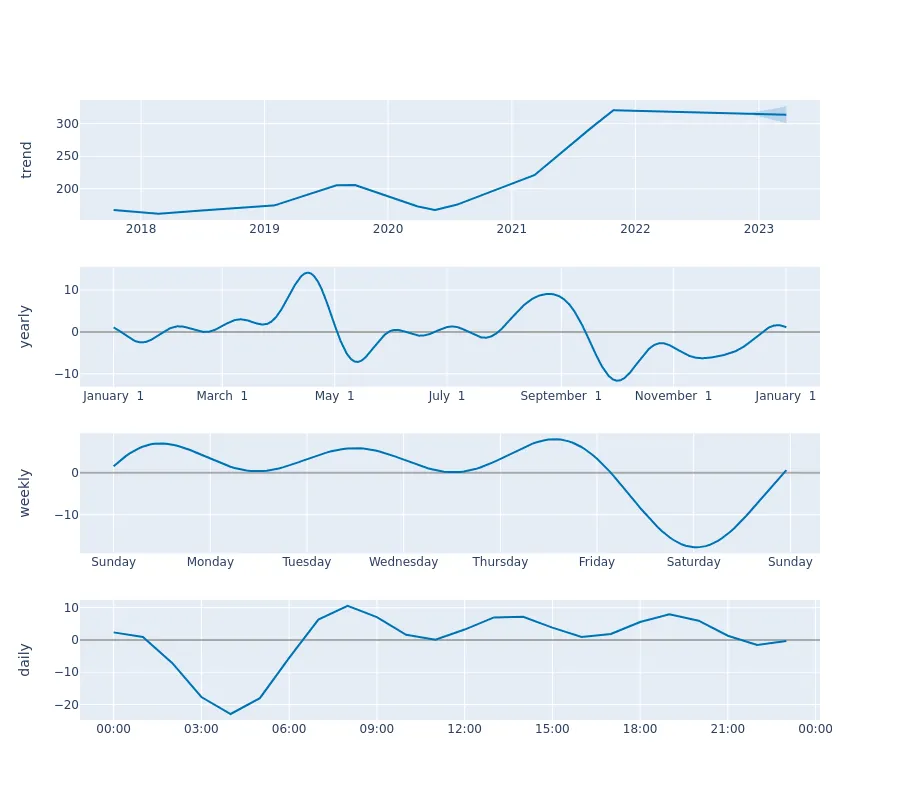 trend
300
250
200
2018 2019 2020 2021 2022 2023
yearly
10
0
−10
January 1 March 1 May 1 July 1 September 1 November 1 January 1
weekly
0
−10
Sunday Monday Tuesday Wednesday Thursday Friday Saturday Sunday
daily
10
0
−10
−20
00:00 03:00 06:00 09:00 12:00 15:00 18:00 21:00 00:00